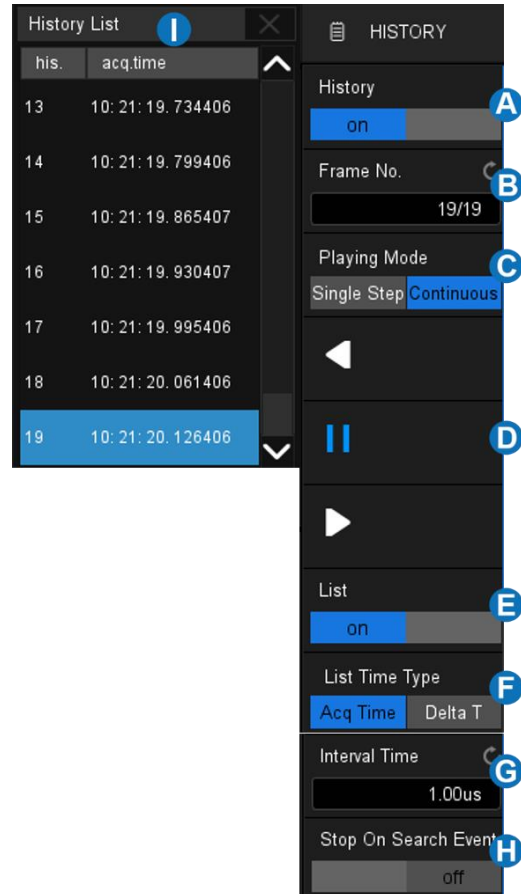 History List
I
his. acq.time
13 10: 21: 19. 734406
14 10: 21: 19. 799406
15 10: 21: 19. 865407
16 10: 21: 19. 930407
17 10: 21: 19. 995406
18 10: 21: 20. 061406
19 10: 21: 20. 126406
HISTORY
History
A
on
Frame No.
B
19/19
Playing Mode
C
Single Step Continuous
D
List
E
on
List Time Type
F
Acq Time Delta T
Interval Time
G
1.00us
Stop On Search Event
H
off